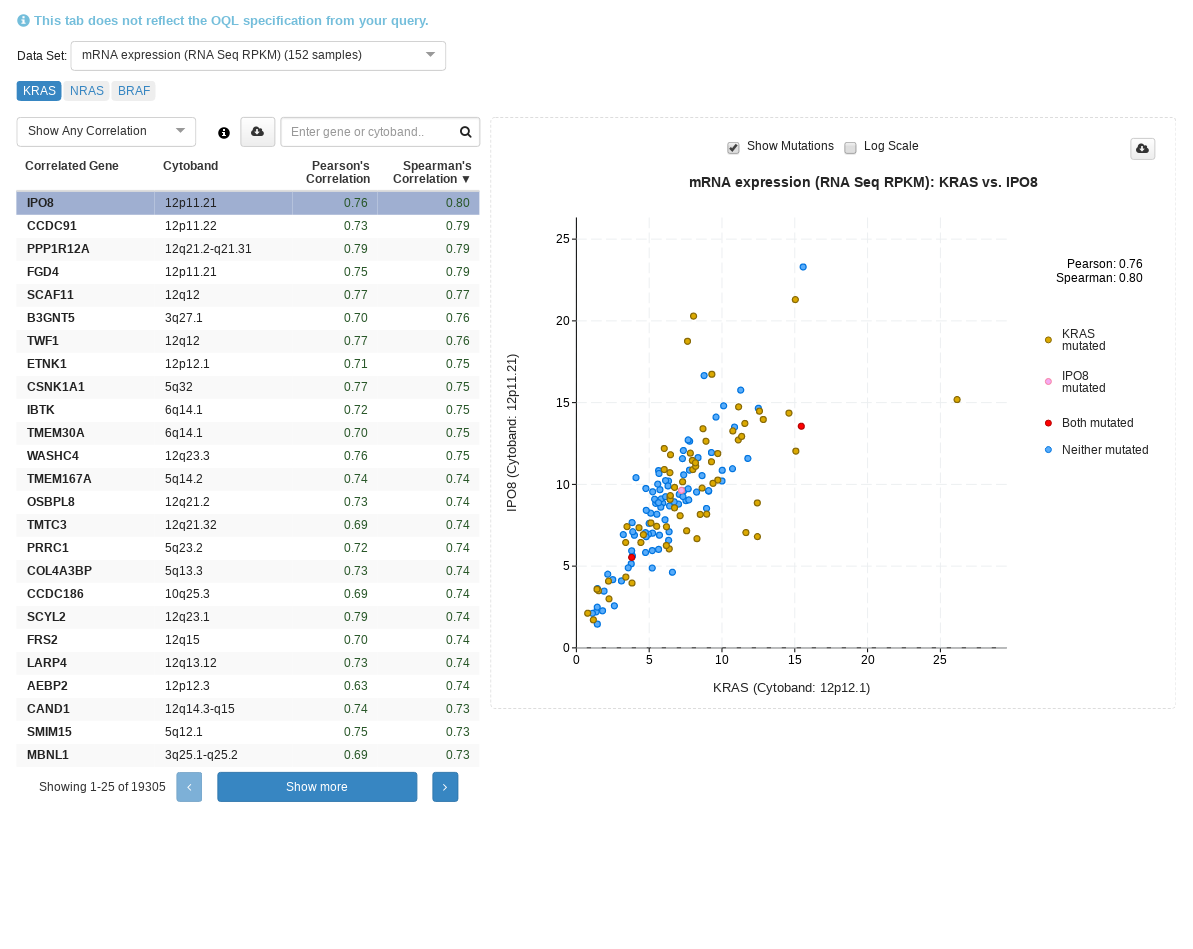 This tab does not reflect the OQL specification from your query.
Data Set: mRNA expression (RNA Seq RPKM) (152 samples)
KRAS NRAS BRAF
Show Any Correlation
Enter gene or cytoband..
Correlated Gene Cytoband Pearson's Correlation Spearman's Correlation ▼
IPO8 12p11.21 0.76 0.80
CCDC91 12p11.22 0.73 0.79
PPP1R12A 12q21.2-q21.31 0.79 0.79
FGD4 12p11.21 0.75 0.79
SCAF11 12q12 0.77 0.77
B3GNT5 3q27.1 0.70 0.76
TWF1 12q12 0.77 0.76
ETNK1 12p12.1 0.71 0.75
CSNK1A1 5q32 0.77 0.75
IBTK 6q14.1 0.72 0.75
TMEM30A 6q14.1 0.70 0.75
WASHC4 12q23.3 0.76 0.75
TMEM167A 5q14.2 0.74 0.74
OSBPL8 12q21.2 0.73 0.74
TMTC3 12q21.32 0.69 0.74
PRRC1 5q23.2 0.72 0.74
COL4A3BP 5q13.3 0.73 0.74
CCDC186 10q25.3 0.69 0.74
SCYL2 12q23.1 0.79 0.74
FRS2 12q15 0.70 0.74
LARP4 12q13.12 0.73 0.74
AEBP2 12p12.3 0.63 0.74
CAND1 12q14.3-q15 0.74 0.73
SMIM15 5q12.1 0.75 0.73
MBNL1 3q25.1-q25.2 0.69 0.73
Showing 1-25 of 19305 ‹ Show more ›
Show Mutations Log Scale
mRNA expression (RNA Seq RPKM): KRAS vs. IPO8
25
20
15
10
5
0
0 5 10 15 20 25
IPO8 (Cytoband: 12p11.21)
KRAS (Cytoband: 12p12.1)
Pearson: 0.76
Spearman: 0.80
KRAS
mutated
IPO8
mutated
Both mutated
Neither mutated